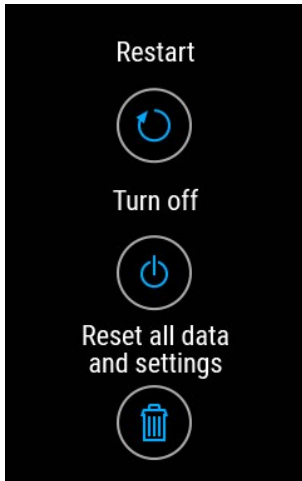 Restart
Turn off
Reset all data
and settings